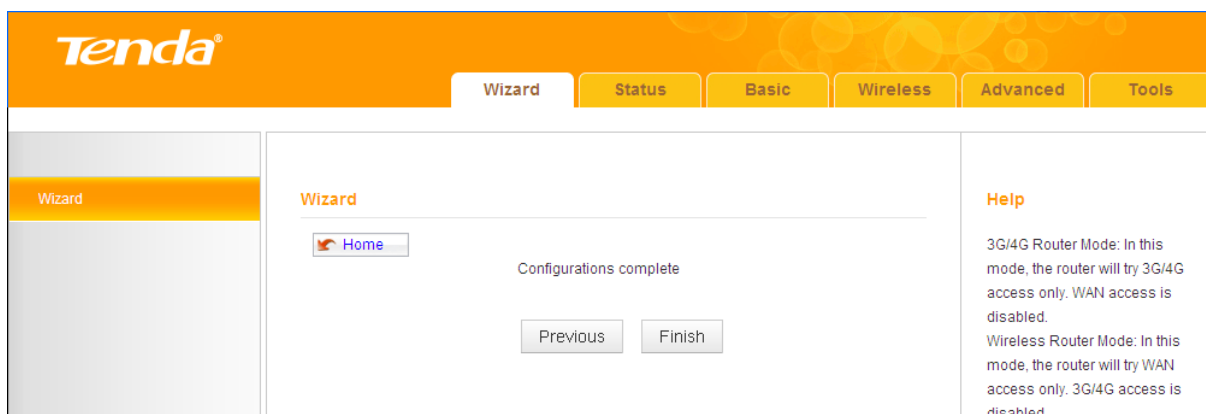 Tenda®
Wizard Status Basic Wireless Advanced Tools
Wizard
Wizard
Home
Configurations complete
Previous Finish
Help
3G/4G Router Mode: In this
mode, the router will try 3G/4G
access only. WAN access is
disabled.
Wireless Router Mode: In this
mode, the router will try WAN
access only. 3G/4G access is
disabled